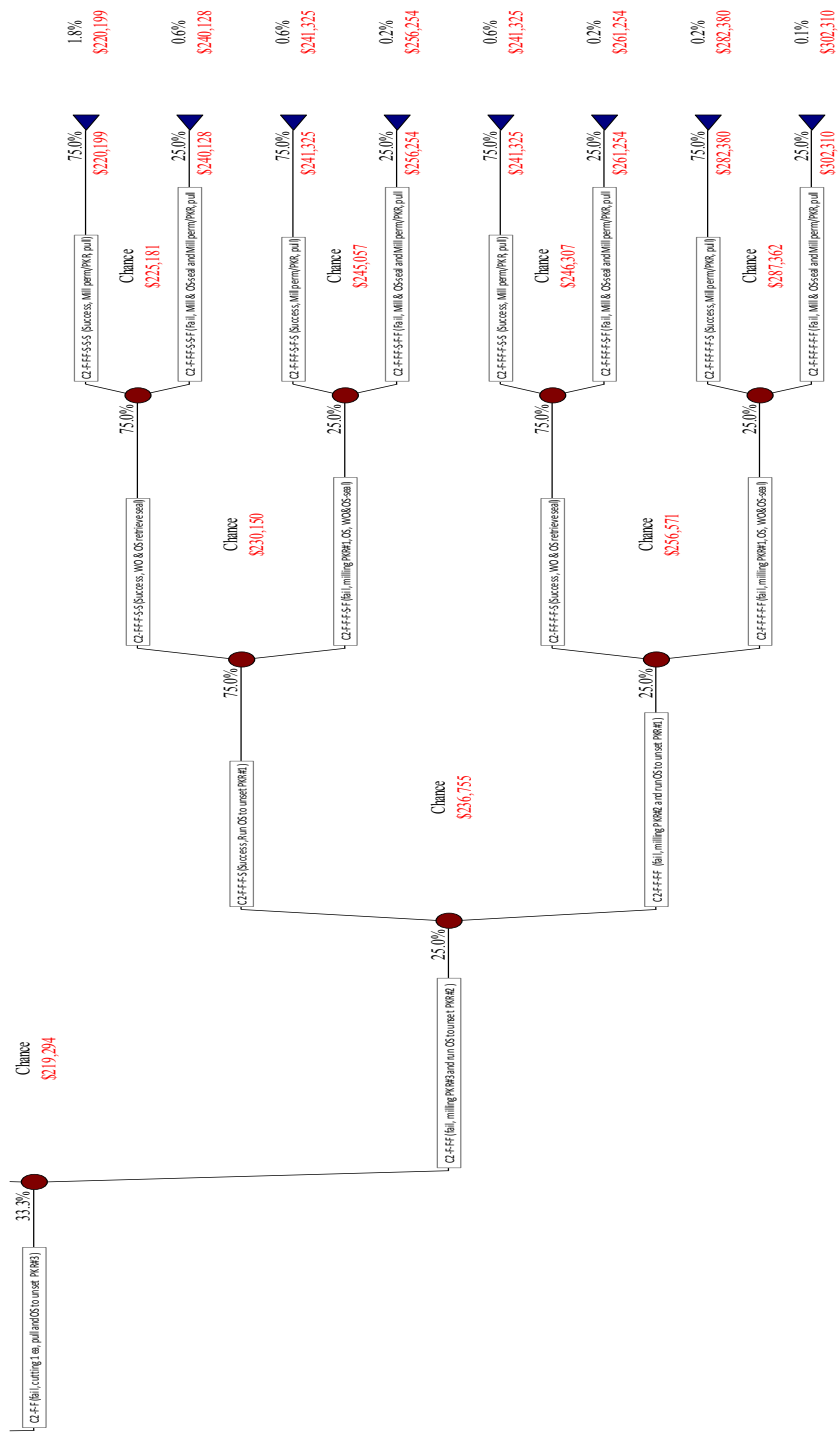 1.8%
$220,199
75.0%
$220,199
C2-F-F-F-S-S-S (Success, Mill perm/PKR, pull)
Chance
$225,181
0.6%
$240,128
25.0%
$240,128
C2-F-F-F-S-S-F (Fail, Mill & OS-seal and Mill perm/PKR, pull
75.0%
C2-F-F-F-S-S (Success, WO & OS retrieve seal)
Chance
$230,150
0.6%
$241,325
75.0%
$241,325
C2-F-F-F-S-F-S (Success, Mill perm/PKR, pull)
Chance
$245,057
0.2%
$256,254
25.0%
$256,254
C2-F-F-F-S-F-F (Fail, Mill & OS-seal and Mill perm/PKR, pull
25.0%
C2-F-F-F-S-F (fail, milling PKR#1, OS, WO&OS-seal)
75.0%
C2-F-F-F-S (Success, Run OS to unset PKR#1)
Chance
$236,755
0.6%
$241,325
75.0%
$241,325
C2-F-F-F-F-S-S (Success, Mill perm/PKR, pull)
Chance
$246,307
0.2%
$261,254
25.0%
$261,254
C2-F-F-F-F-S-F (Fail, Mill & OS-seal and Mill perm/PKR, pull
75.0%
C2-F-F-F-F-S (Success, WO & OS retrieve seal)
Chance
$256,571
0.2%
$282,380
75.0%
$282,380
C2-F-F-F-F-F-S (Success, Mill perm/PKR, pull)
Chance
$287,362
0.1%
$302,310
25.0%
$302,310
C2-F-F-F-F-F-F (Fail, Mill & OS-seal and Mill perm/PKR, pull
25.0%
C2-F-F-F-F-F (fail, milling PKR#1, OS, WO&OS-seal)
25.0%
C2-F-F-F-F (fail, milling PKR#2 and run OS to unset PKR#1)
25.0%
C2-F-F-F (fail, milling PKR#3 and run OS to unset PKR#2)
Chance
$219,294
33.3%
C2-F-F (fail, cutting 1 ea, pull and OS to unset PKR#3)